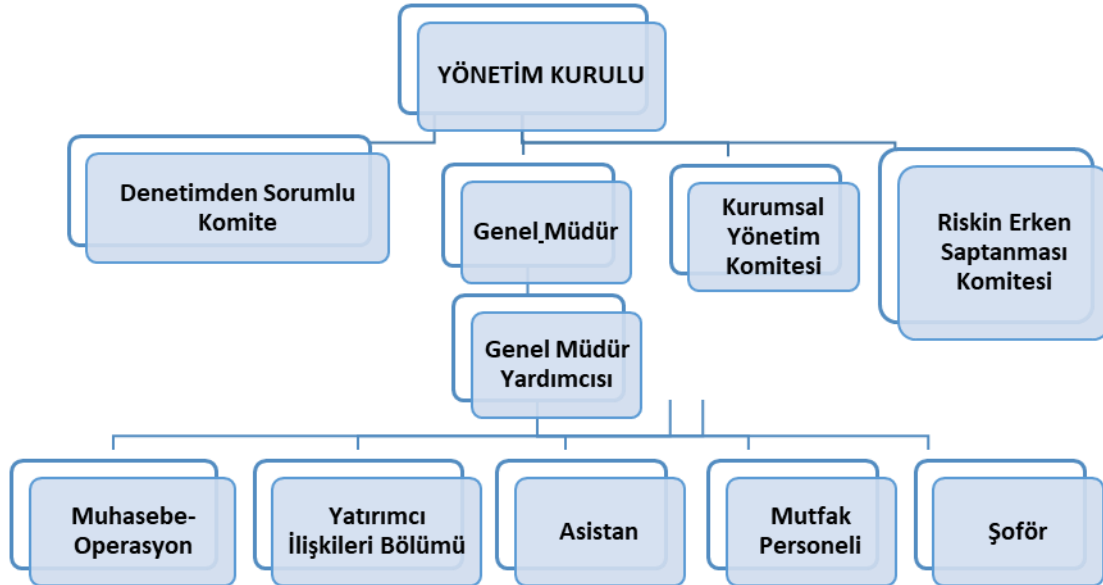 YÖNETİM KURULU
Denetimden Sorumlu
Komite
Genel Müdür
Kurumsal
Yönetim
Komitesi
Riskin Erken
Saptanması
Komitesi
Genel Müdür
Yardımcısı
Muhasebe-
Operasyon
Yatırımcı
İlişkileri Bölümü
Asistan
Mutfak
Personeli
Şoför